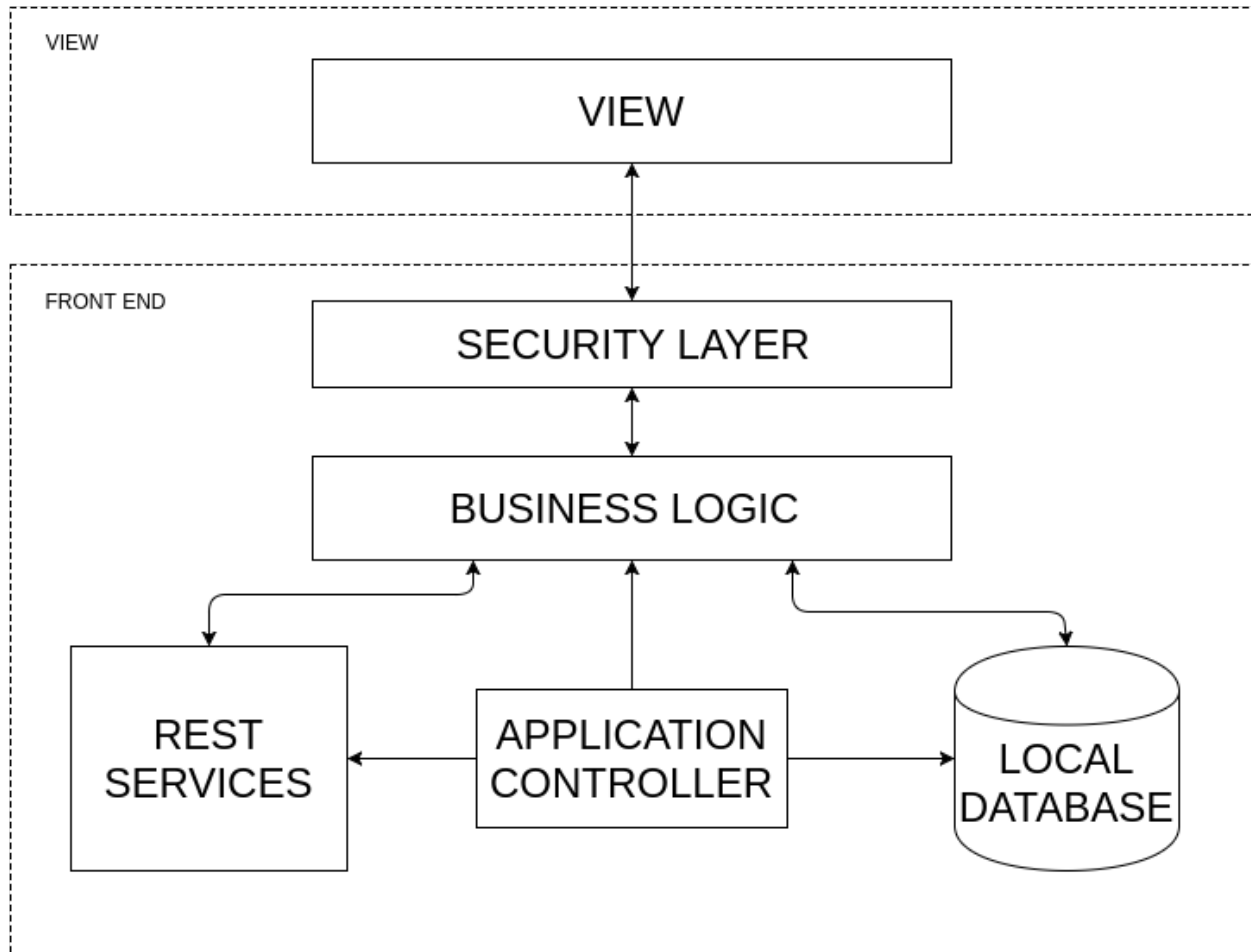 VIEW
VIEW
FRONT END
SECURITY LAYER
BUSINESS LOGIC
REST
SERVICES
APPLICATION
CONTROLLER
LOCAL
DATABASE